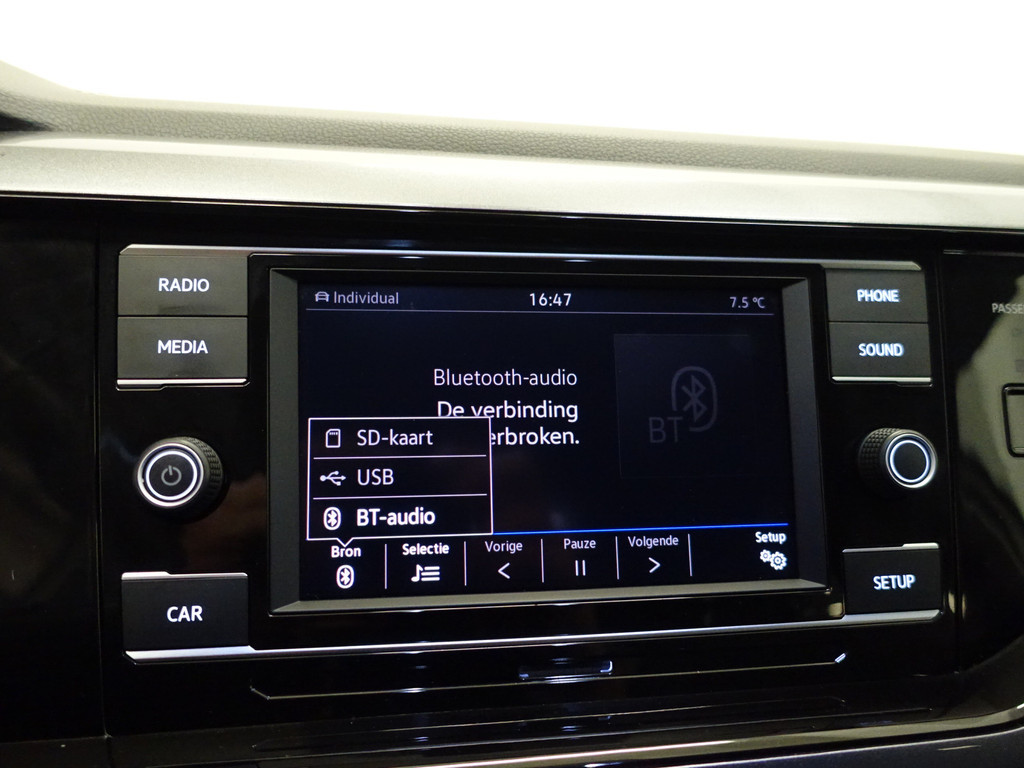 RADIO
MEDIA
CAR
Individual
16:47
7.5 °C
Bluetooth-audio
De verbinding
erbroken.
BT
SD-kaart
USB
BT-audio
Bron
Selectie
Vorige
Pauze
Volgende
Setup
PHONE
SOUND
SETUP
PASSE